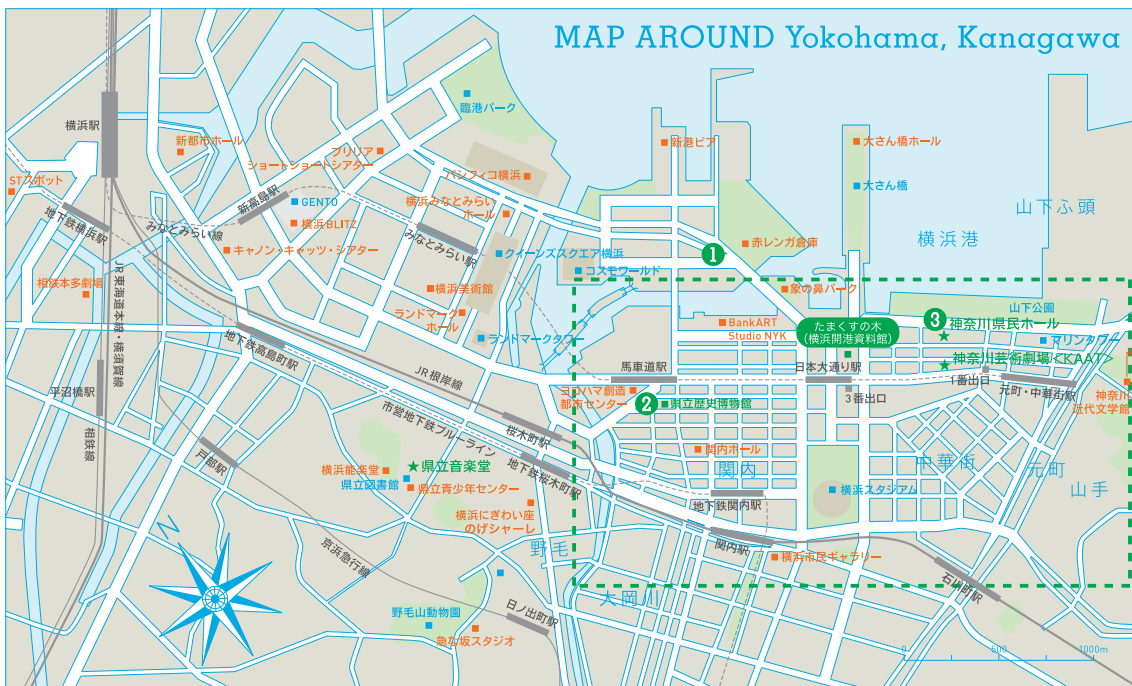 MAP AROUND Yokohama, Kanagawa
臨港パーク
横浜駅
新都市ホール
ブリリア
ショートショートシアター
新港ピア
大さん橋ホール
STスポット
パシフィコ横浜
大さん橋
新高島駅
GENTO
横浜みなとみらい
ホール
山下ふ頭
地下鉄横浜駅
みなとみらい線
横浜BLITZ
みなとみらい駅
横浜港
キャノン・キャッツ・シアター
クイーンズスクエア横浜
1
赤レンガ倉庫
コスモワールド
相鉄本多劇場
JR東海道本線・横須賀線
横浜美術館
象の鼻パーク
ランドマーク
ホール
山下公園
BankART
Studio NYK
たまくすの木
(横浜開港資料館)
3
神奈川県民ホール
地下鉄高島町駅
ランドマークタワー
マリンタワー
JR根岸線
馬車道駅
日本大通り駅
神奈川芸術劇場<KAAT>
1番出口
元町・中華街駅
平沼橋駅
ヨコハマ創造
都市センター
2
県立歴史博物館
3番出口
神奈川
近代文学館
相鉄線
市営地下鉄ブルーライン
桜木町駅
戸部駅
関内ホール
横浜能楽堂
県立音楽堂
地下鉄桜木町駅
関内
中華街
元町
県立図書館
県立青少年センター
横浜スタジアム
山手
横浜にぎわい座
のげシャーレ
地下鉄関内駅
N
京浜急行線
野毛
関内駅
横浜市民ギャラリー
石川町駅
大岡川
野毛山動物園
日ノ出町駅
急な坂スタジオ
0
500
1000m